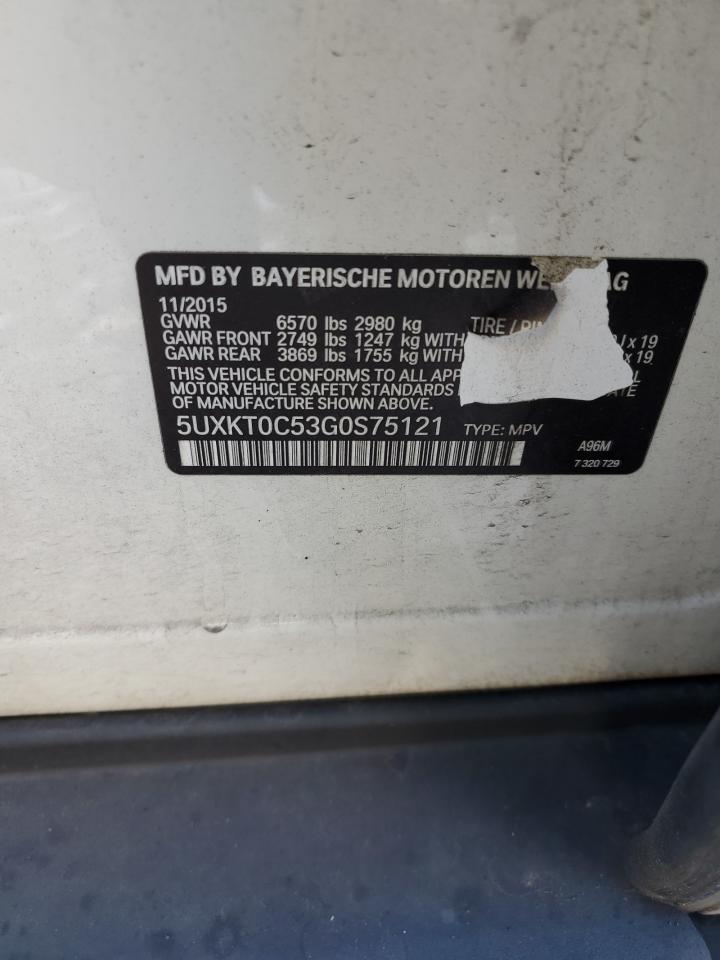 MFD BY BAYERISCHE MOTOREN AG
11/2015
GVWR 6570 lbs 2980 kg TIRE /
GAWR FRONT 2749 lbs 1247 kg WITH x 19
GAWR REAR 3869 lbs 1755 kg WITH x 19
THIS VEHICLE CONFORMS TO ALL
MOTOR VEHICLE SAFETY STANDARDS
OF MANUFACTURE SHOWN ABOVE.
5UXKT0C53G0S75121 TYPE: MPV
A96M
7 320 729